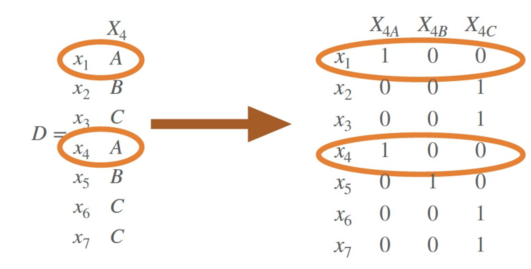 X4
x1 A
x2 B
x3 C
D =
x4 A
x5 B
x6 C
x7 C
X4A X4B X4C
x1 1 0 0
x2 0 0 1
x3 0 0 1
x4 1 0 0
x5 0 1 0
x6 0 0 1
x7 0 0 1